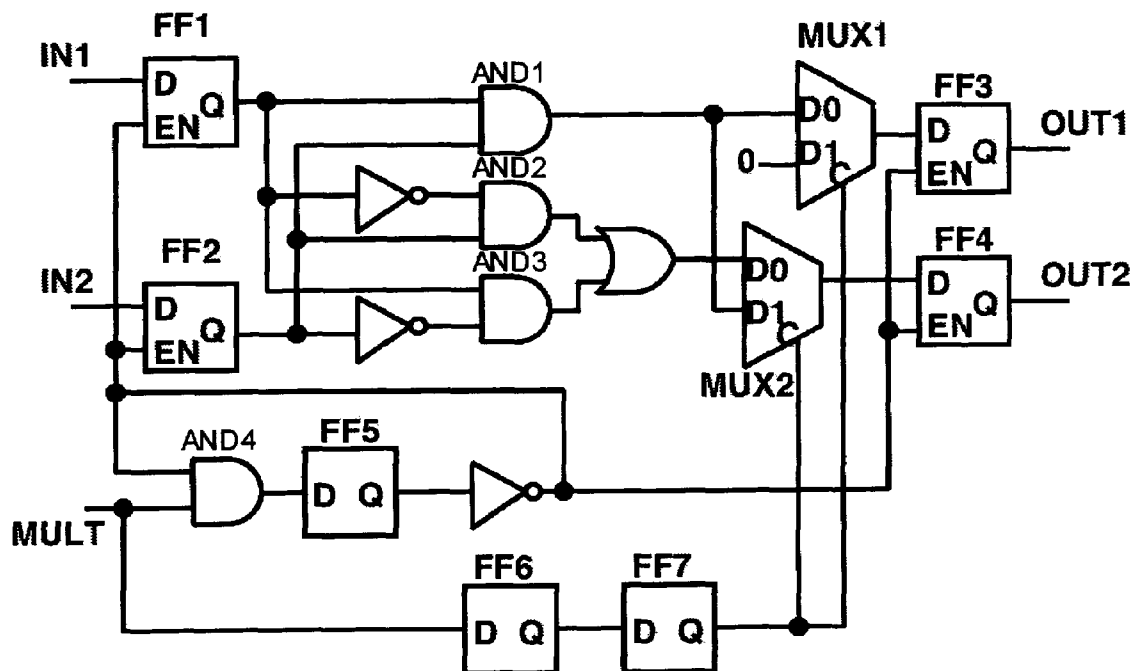 FF1
MUX1
IN1
D
Q
EN
AND1
D0
D1
C
0
FF3
D
Q
EN
OUT1
AND2
FF2
IN2
D
Q
EN
AND3
D0
D1
C
MUX2
FF4
D
Q
EN
OUT2
AND4
FF5
D Q
MULT
FF6
D Q
FF7
D Q